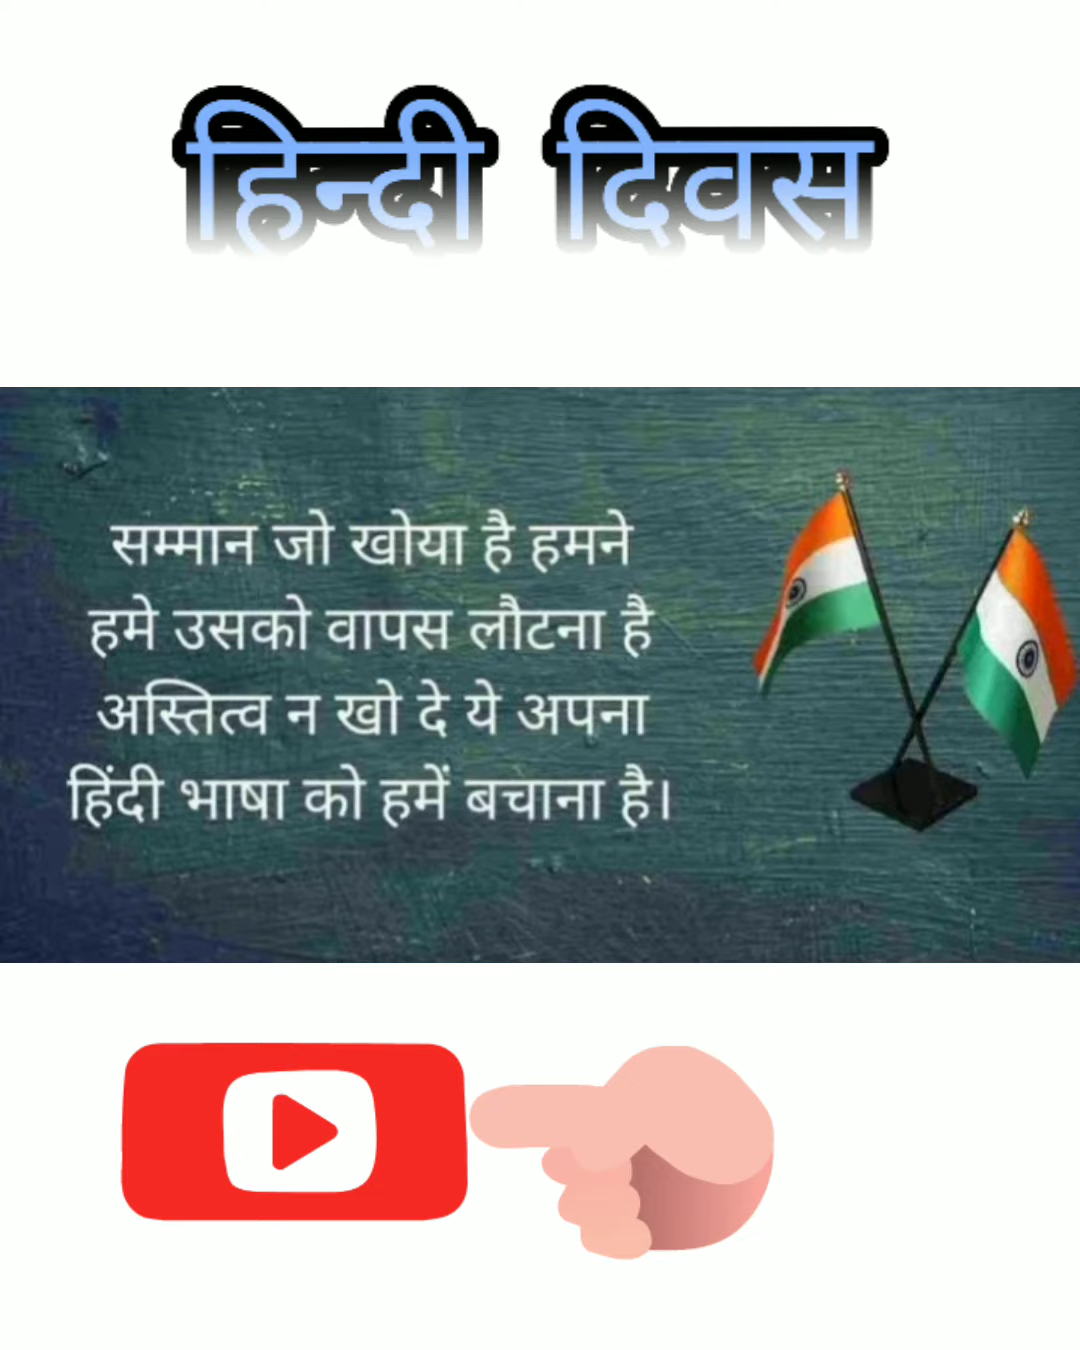 हिन्दी दिवस
सम्मान जो खोया है हमने
हमे उसको वापस लौटना है
अस्तित्व न खो दे ये अपना
हिंदी भाषा को हमें बचाना है।